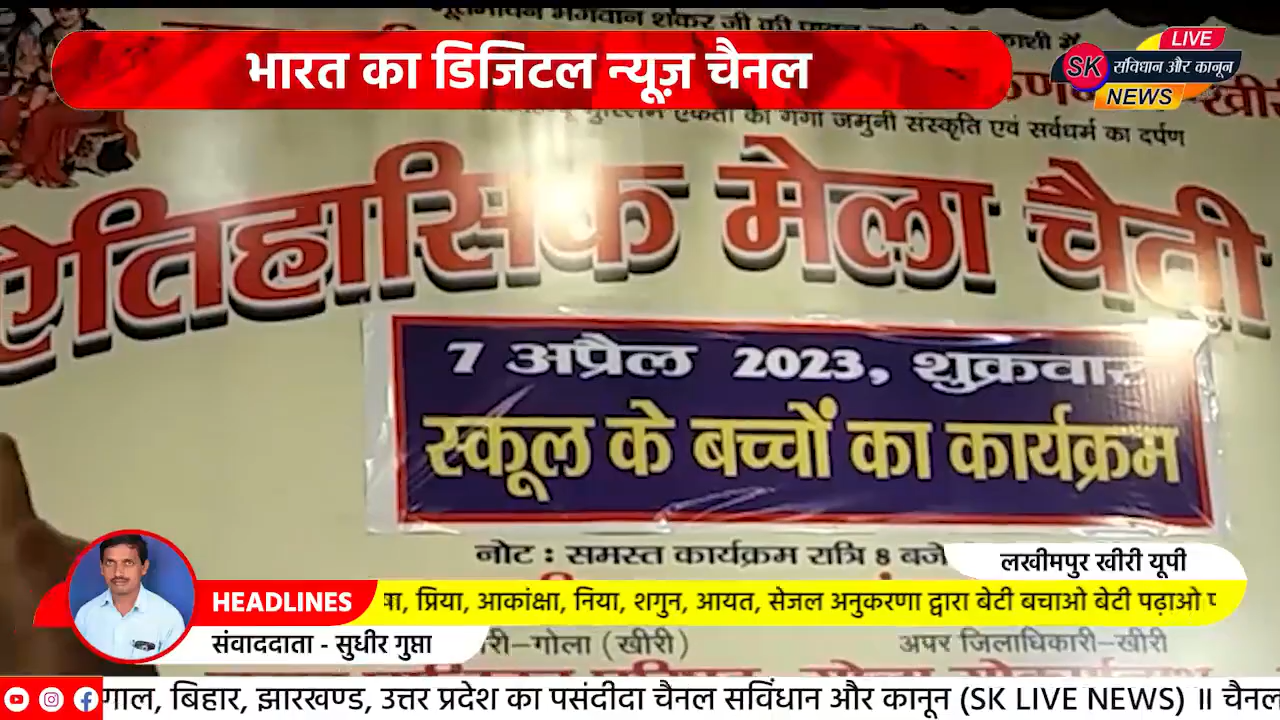 भगवान शंकर जी की
काशी में
भारत का डिजिटल न्यूज़ चैनल
LIVE
SK संविधान और कानून
NEWS
एकता की गंगा जमुनी संस्कृति एवं सर्वधर्म का दर्पण
ऐतिहासिक मेला चैती
7 अप्रैल 2023, शुक्रवार
स्कूल के बच्चों का कार्यक्रम
नोट : समस्त कार्यक्रम रात्रि 8 बजे
लखीमपुर खीरी यूपी
HEADLINES
प्रिया, आकांक्षा, निया, शगुन, आयत, सेजल अनुकरणा द्वारा बेटी बचाओ बेटी पढ़ाओ
संवाददाता - सुधीर गुप्ता
री-गोला (खीरी)
अपर जिलाधिकारी-खीरी
गाल, बिहार, झारखण्ड, उत्तर प्रदेश का पसंदीदा चैनल सविंधान और कानून (SK LIVE NEWS) ॥ चैनल